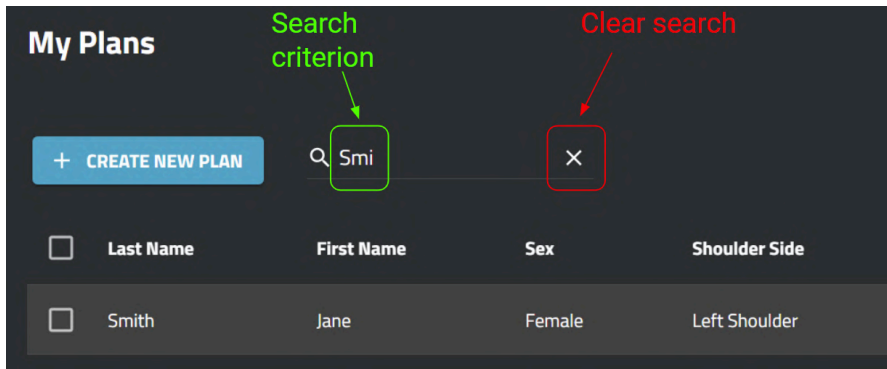 My Plans
Search
criterion
Clear search
+ CREATE NEW PLAN
Smi
Last Name First Name Sex Shoulder Side
Smith Jane Female Left Shoulder